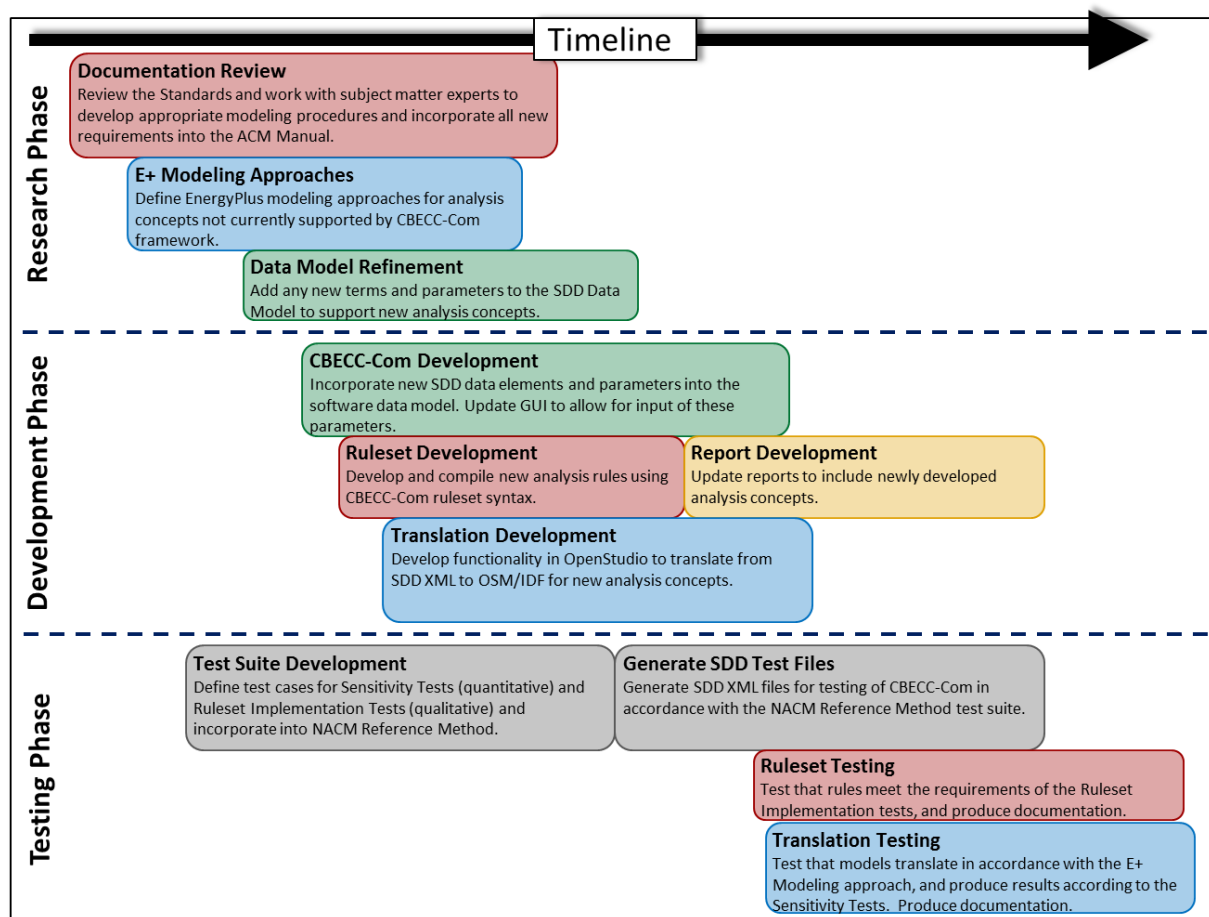 Timeline
Research Phase
Documentation Review
Review the Standards and work with subject matter experts to
develop appropriate modeling procedures and incorporate all new
requirements into the ACM Manual.
E+ Modeling Approaches
Define EnergyPlus modeling approaches for analysis
concepts not currently supported by CBECC-Com
framework.
Data Model Refinement
Add any new terms and parameters to the SDD Data
Model to support new analysis concepts.
Development Phase
CBECC-Com Development
Incorporate new SDD data elements and parameters into the
software data model. Update GUI to allow for input of these
parameters.
Ruleset Development
Develop and compile new analysis rules using
CBECC-Com ruleset syntax.
Report Development
Update reports to include newly developed
analysis concepts.
Translation Development
Develop functionality in OpenStudio to translate from
SDD XML to OSM/IDF for new analysis concepts.
Testing Phase
Test Suite Development
Define test cases for Sensitivity Tests (quantitative) and
Ruleset Implementation Tests (qualitative) and
incorporate into NACM Reference Method.
Generate SDD Test Files
Generate SDD XML files for testing of CBECC-Com in
accordance with the NACM Reference Method test suite.
Ruleset Testing
Test that rules meet the requirements of the Ruleset
Implementation tests, and produce documentation.
Translation Testing
Test that models translate in accordance with the E+
Modeling approach, and produce results according to the
Sensitivity Tests.  Produce documentation.